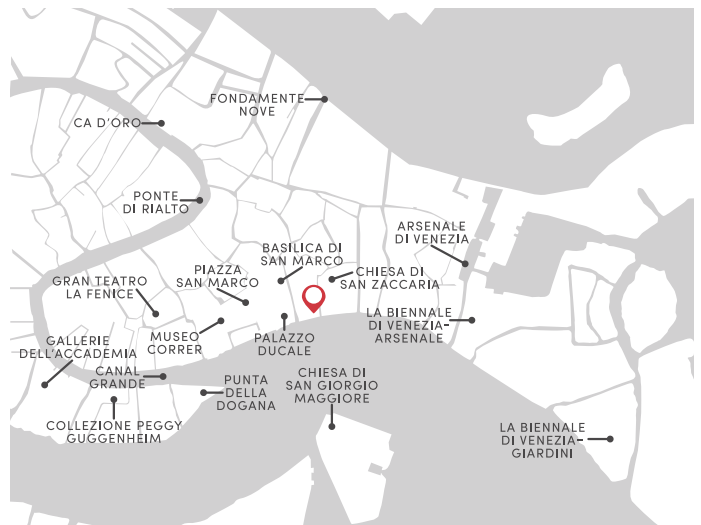 FONDAMENTE
NOVE
CA D'ORO
PONTE
DI RIALTO
ARSENALE
DI VENEZIA
BASILICA DI
SAN MARCO
PIAZZA
SAN MARCO
CHIESA DI
SAN ZACCARIA
GRAN TEATRO
LA FENICE
LA BIENNALE
DI VENEZIA–
ARSENALE
MUSEO
CORRER
PALAZZO
DUCALE
GALLERIE
DELL'ACCADEMIA
CANAL
GRANDE
CHIESA DI
SAN GIORGIO
MAGGIORE
PUNTA
DELLA
DOGANA
COLLEZIONE PEGGY
GUGGENHEIM
LA BIENNALE
DI VENEZIA–
GIARDINI